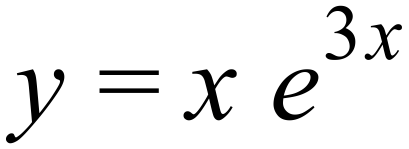 y = x e^{3x}